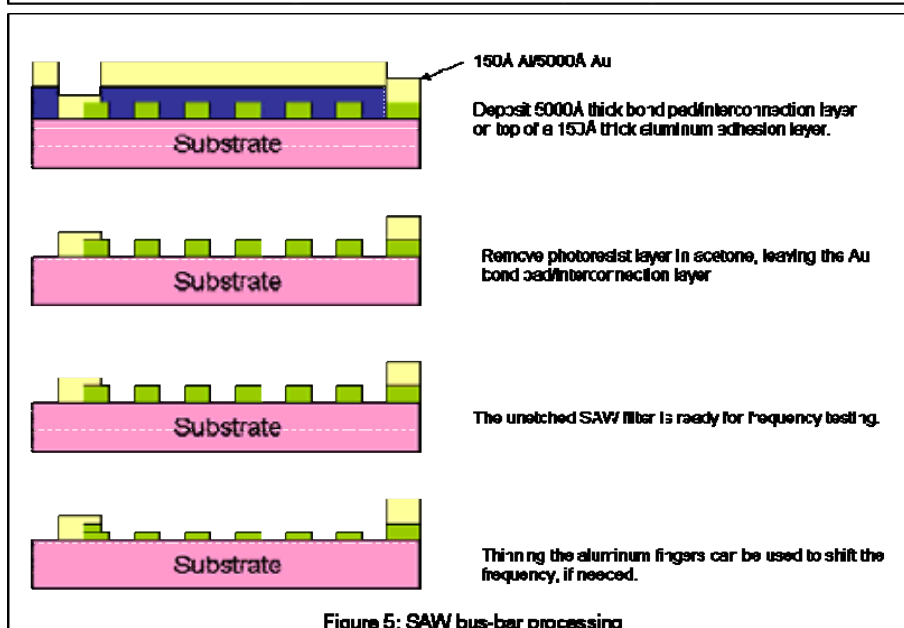 150Å Al/5000Å Au
Deposit 5000Å thick bond pad/interconnection layer
on top of a 150Å thick aluminum adhesion layer.
Substrate
Remove photoresist layer in acetone, leaving the Au
bond pad/interconnection layer
Substrate
The unetched SAW filter is ready for frequency testing.
Substrate
Thinning the aluminum fingers can be used to shift the
frequency, if needed.
Substrate
Figure 5: SAW bus-bar processing